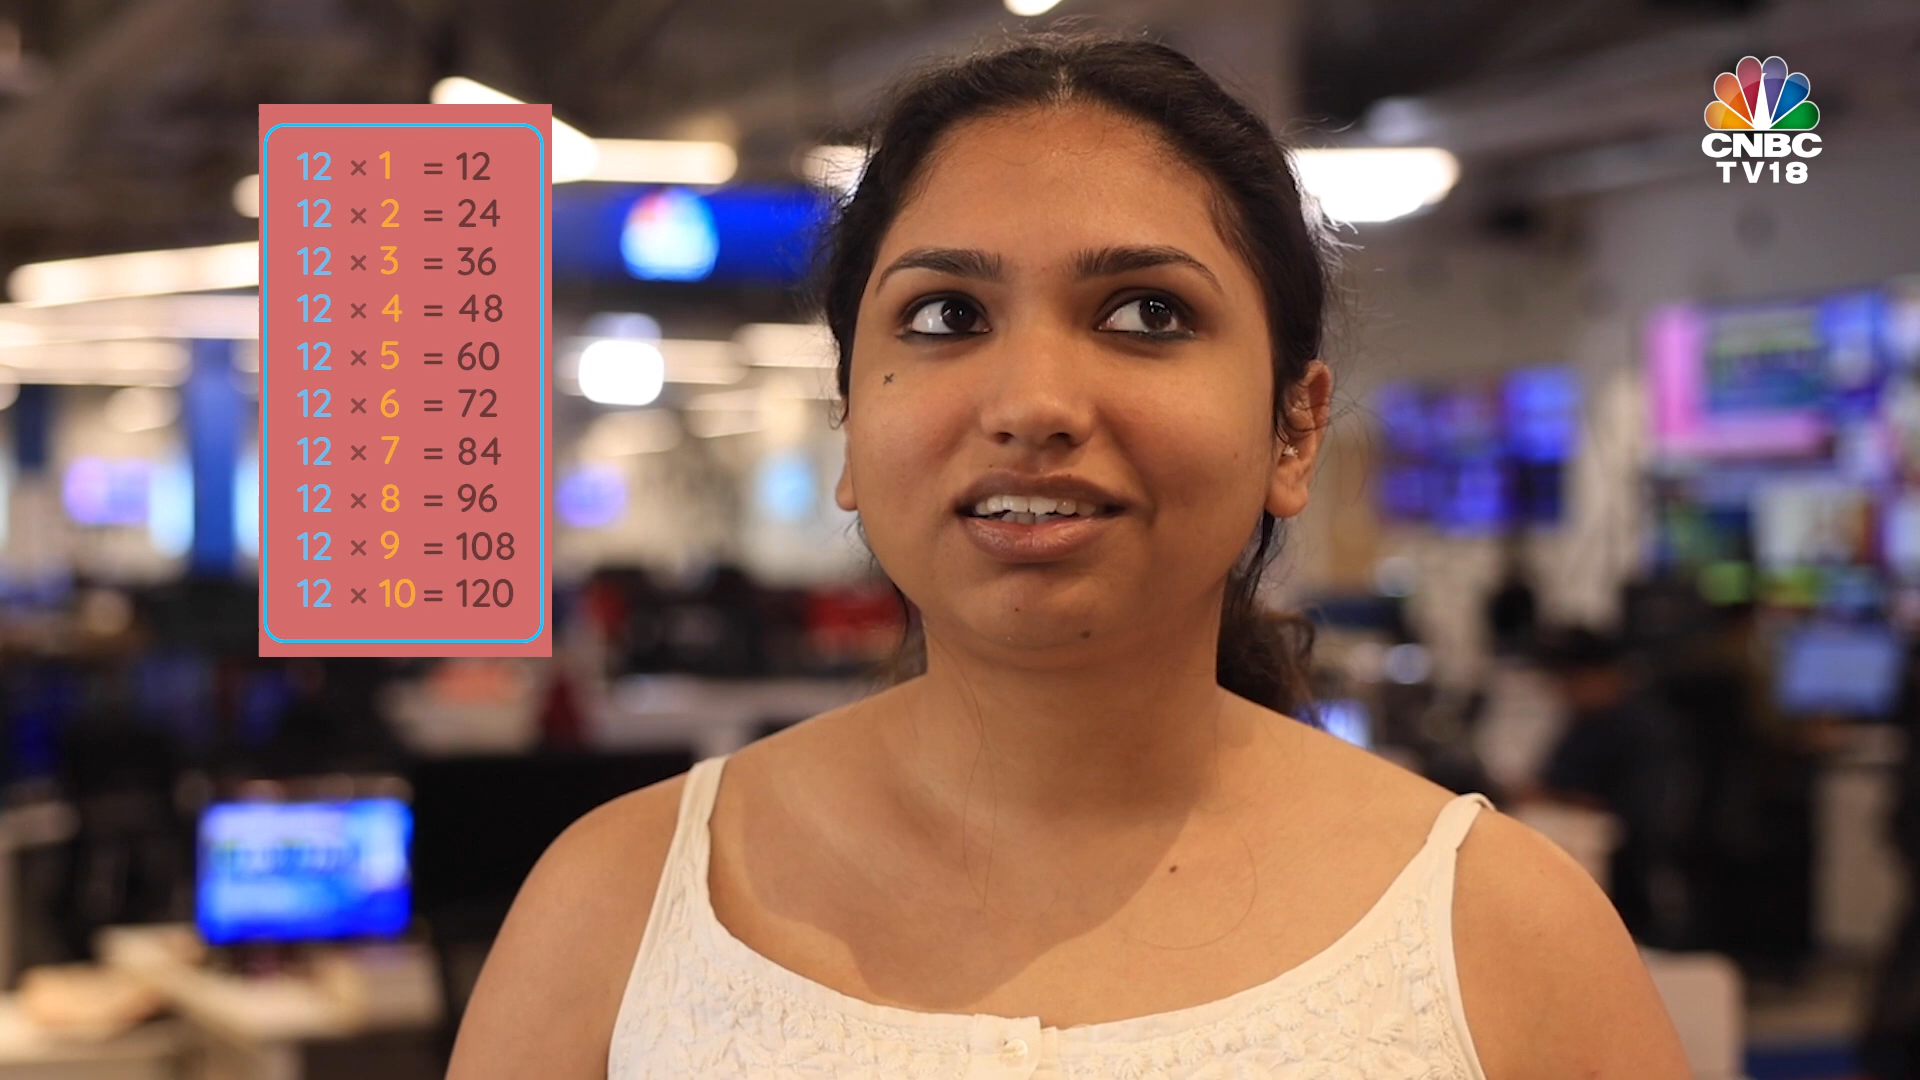 12 × 1 = 12
12 × 2 = 24
12 × 3 = 36
12 × 4 = 48
12 × 5 = 60
12 × 6 = 72
12 × 7 = 84
12 × 8 = 96
12 × 9 = 108
12 × 10 = 120
CNBC
TV18